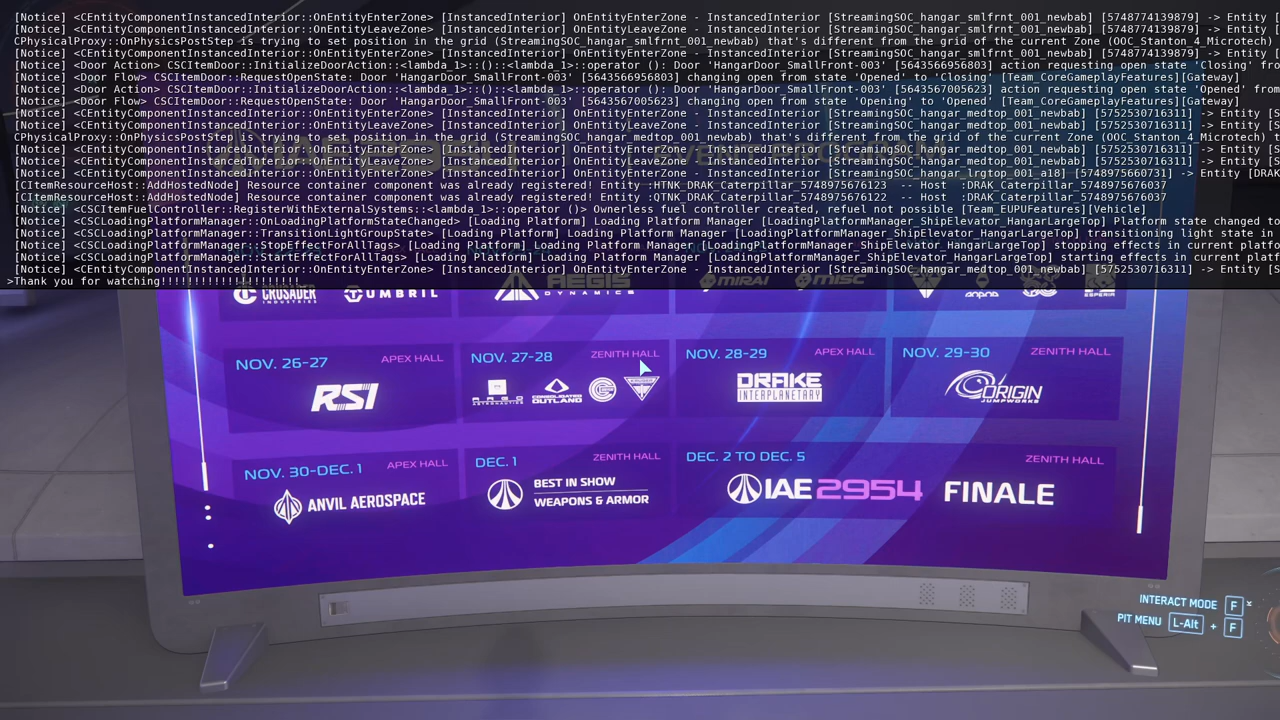 [Notice] <CEntityComponentInstancedInterior::OnEntityEnterZone> [InstancedInterior] OnEntityEnterZone - InstancedInterior [StreamingSOC_hangar_smlfrnt_001_newbab] [5748774139879] -> Entity [
[Notice] <CEntityComponentInstancedInterior::OnEntityLeaveZone> [InstancedInterior] OnEntityLeaveZone - InstancedInterior [StreamingSOC_hangar_smlfrnt_001_newbab] [5748774139879] -> Entity [
CPhysicalProxy::OnPhysicsPostStep is trying to set position in the grid (StreamingSOC_hangar_smlfrnt_001_newbab) that's different from the grid of the current Zone (OOC_Stanton_4_Microtech)
[Notice] <CEntityComponentInstancedInterior::OnEntityEnterZone> [InstancedInterior] OnEntityEnterZone - InstancedInterior [StreamingSOC_hangar_smlfrnt_001_newbab] [5748774139879] -> Entity [
[Notice] <Door Action> CSCItemDoor::InitializeDoorAction::<lambda_1>::()::<lambda_1>::operator (): Door 'HangarDoor_SmallFront-003' [5643566956803] action requesting open state 'Closing' from
[Notice] <Door Flow> CSCItemDoor::RequestOpenState: Door 'HangarDoor_SmallFront-003' [5643566956803] changing open from state 'Opened' to 'Closing' [Team_CoreGameplayFeatures][Gateway]
[Notice] <Door Action> CSCItemDoor::InitializeDoorAction::<lambda_1>::()::<lambda_1>::operator (): Door 'HangarDoor_SmallFront-003' [5643567005623] action requesting open state 'Opened' from
[Notice] <Door Flow> CSCItemDoor::RequestOpenState: Door 'HangarDoor_SmallFront-003' [5643567005623] changing open from state 'Opening' to 'Opened' [Team_CoreGameplayFeatures][Gateway]
[Notice] <CEntityComponentInstancedInterior::OnEntityEnterZone> [InstancedInterior] OnEntityEnterZone - InstancedInterior [StreamingSOC_hangar_medtop_001_newbab] [5752530716311] -> Entity [S
[Notice] <CEntityComponentInstancedInterior::OnEntityLeaveZone> [InstancedInterior] OnEntityLeaveZone - InstancedInterior [StreamingSOC_hangar_medtop_001_newbab] [5752530716311] -> Entity [S
CPhysicalProxy::OnPhysicsPostStep is trying to set position in the grid (StreamingSOC_hangar_medtop_001_newbab) that's different from the grid of the current Zone (OOC_Stanton_4_Microtech
[Notice] <CEntityComponentInstancedInterior::OnEntityEnterZone> [InstancedInterior] OnEntityEnterZone - InstancedInterior [StreamingSOC_hangar_medtop_001_newbab] [5752530716311] -> Entity [S
[Notice] <CEntityComponentInstancedInterior::OnEntityEnterZone> [InstancedInterior] OnEntityEnterZone - InstancedInterior [StreamingSOC_hangar_medtop_001_newbab] [5752530716311] -> Entity [S
[Notice] <CEntityComponentInstancedInterior::OnEntityEnterZone> [InstancedInterior] OnEntityEnterZone - InstancedInterior [StreamingSOC_hangar_lrgtop_001_a18] [5748975660731] -> Entity [DRAK
[CItemResourceHost::AddHostedNode] Resource container component was already registered! Entity :HTNK_DRAK_Caterpillar_5748975676123  -- Host  :DRAK_Caterpillar_5748975676037
[CItemResourceHost::AddHostedNode] Resource container component was already registered! Entity :QTNK_DRAK_Caterpillar_5748975676122  -- Host  :DRAK_Caterpillar_5748975676037
[Notice] <CSCItemFuelController::RegisterWithExternalSystems::<lambda_1>::operator ()> Ownerless fuel controller created, refuel not possible [Team_EUPUFeatures][Vehicle]
[Notice] <CSCLoadingPlatformManager::OnLoadingPlatformStateChanged> [Loading Platform] Loading Platform Manager [LoadingPlatformManager_ShipElevator_HangarLargeTop] Platform state changed to
[Notice] <CSCLoadingPlatformManager::TransitionLightGroupState> [Loading Platform] Loading Platform Manager [LoadingPlatformManager_ShipElevator_HangarLargeTop] Transitioning light state in
[Notice] <CSCLoadingPlatformManager::StopEffectForAllTags> [Loading Platform] Loading Platform Manager [LoadingPlatformManager_ShipElevator_HangarLargeTop] stopping effects in current platfo
[Notice] <CSCLoadingPlatformManager::StartEffectForAllTags> [Loading Platform] Loading Platform Manager [LoadingPlatformManager_ShipElevator_HangarLargeTop] starting effects in current platf
[Notice] <CEntityComponentInstancedInterior::OnEntityEnterZone> [InstancedInterior] OnEntityEnterZone - InstancedInterior [StreamingSOC_hangar_medtop_001_newbab] [5752530716311] -> Entity [
>Thank you for watching!!!!!!!!!!!!!!!!!!!!!!!
CRUSADER INDUSTRIES UMBRIL AEGIS DYNAMICS MIRAI MISC ESPERIA
NOV. 26-27 APEX HALL NOV. 27-28 ZENITH HALL NOV. 28-29 APEX HALL NOV. 29-30 ZENITH HALL
RSI ARGO ASTRONAUTICS CONSOLIDATED OUTLAND DRAKE INTERPLANETARY ORIGIN JUMPWORKS
NOV. 30-DEC. 1 APEX HALL DEC. 1 ZENITH HALL DEC. 2 TO DEC. 5 ZENITH HALL
ANVIL AEROSPACE BEST IN SHOW WEAPONS & ARMOR IAE 2954 FINALE
INTERACT MODE F
PIT MENU L-Alt + F